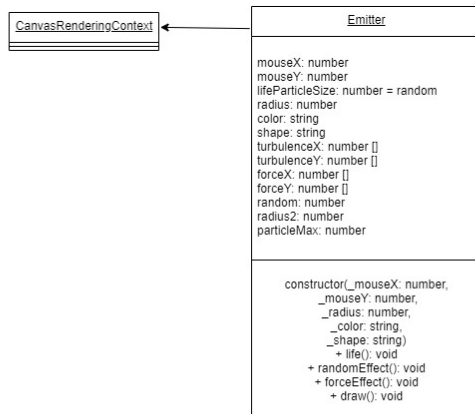 CanvasRenderingContext
Emitter
mouseX: number
mouseY: number
lifeParticleSize: number = random
radius: number
color: string
shape: string
turbulenceX: number []
turbulenceY: number []
forceX: number []
forceY: number []
random: number
radius2: number
particleMax: number
constructor(_mouseX: number,
_mouseY: number,
_radius: number,
_color: string,
_shape: string)
+ life(): void
+ randomEffect(): void
+ forceEffect(): void
+ draw(): void